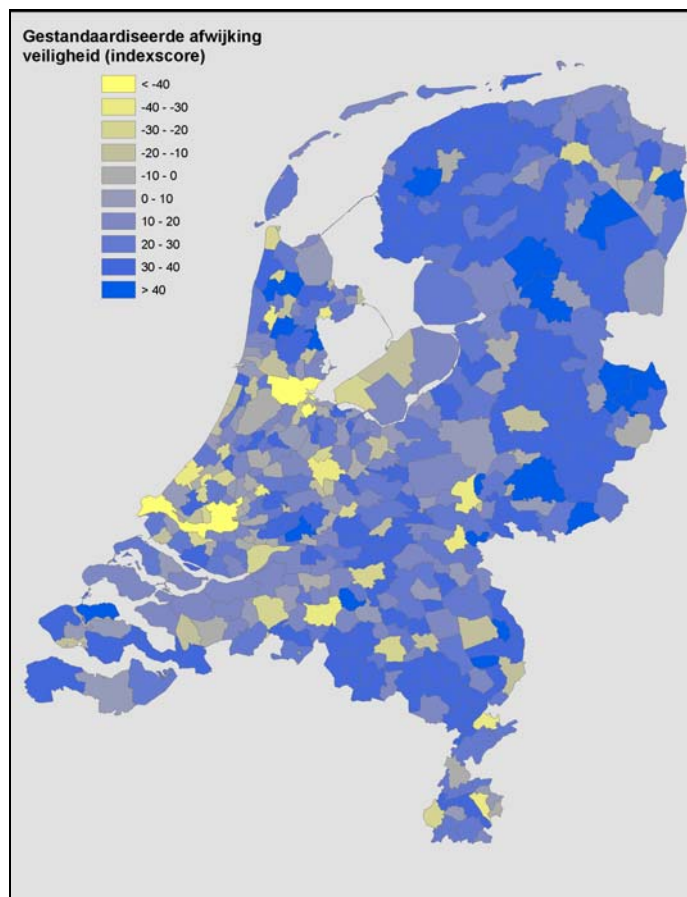 Gestandaardiseerde afwijking
veiligheid (indexscore)
< -40
-40 - -30
-30 - -20
-20 - -10
-10 - 0
0 - 10
10 - 20
20 - 30
30 - 40
> 40